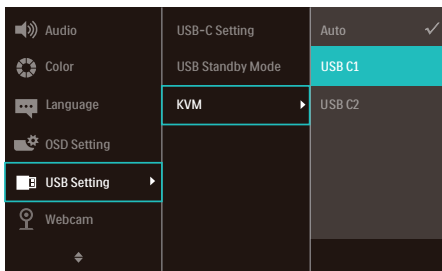 Audio
Color
Language
OSD Setting
USB Setting
Webcam
USB-C Setting
USB Standby Mode
KVM
Auto
USB C1
USB C2